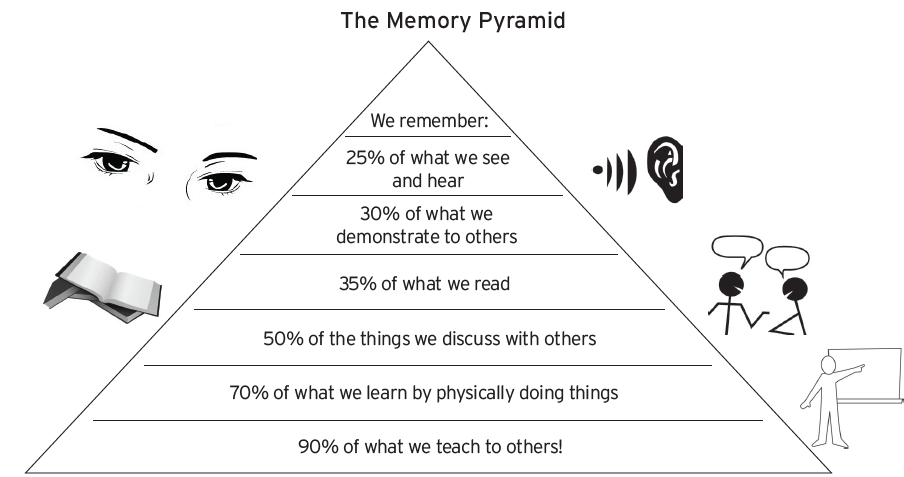 The Memory Pyramid
We remember:
25% of what we see
and hear
30% of what we
demonstrate to others
35% of what we read
50% of the things we discuss with others
70% of what we learn by physically doing things
90% of what we teach to others!